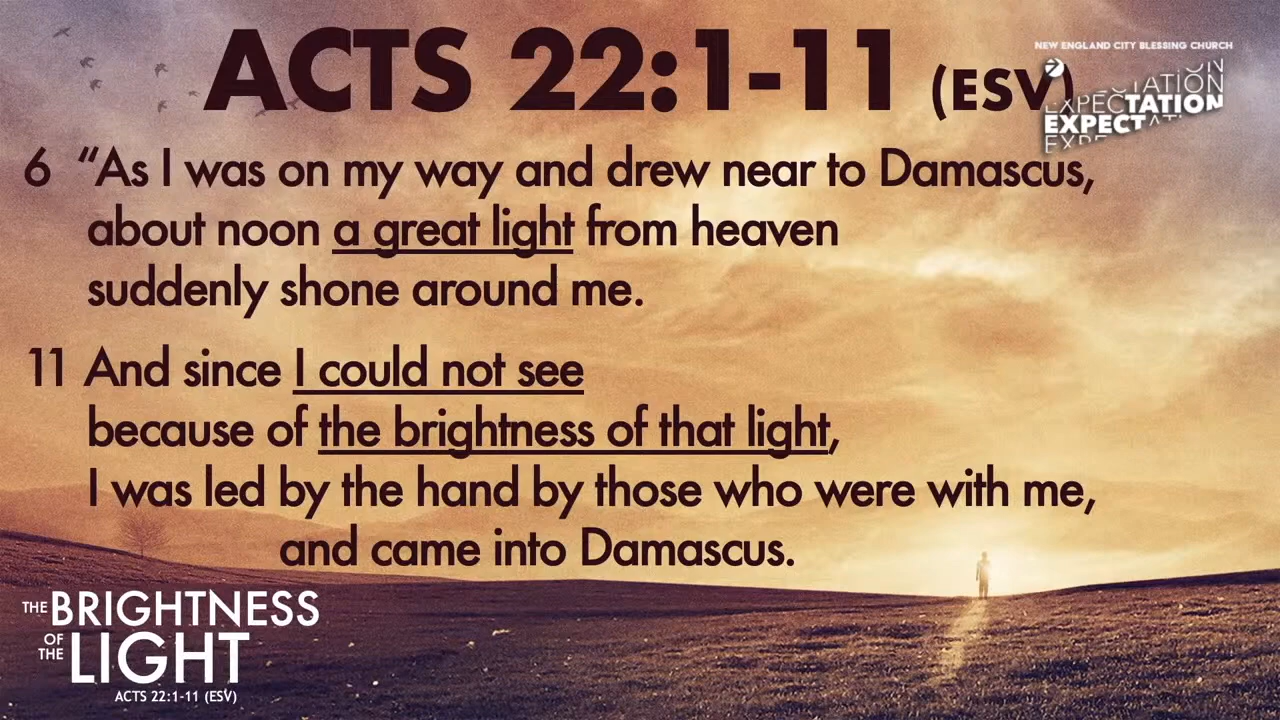 ACTS 22:1-11 (ESV)
NEW ENGLAND CITY BLESSING CHURCH
EXPECTATION
EXPECTATION
6 “As I was on my way and drew near to Damascus,
about noon a great light from heaven
suddenly shone around me.
11 And since I could not see
because of the brightness of that light,
I was led by the hand by those who were with me,
and came into Damascus.
THE BRIGHTNESS
OF THE LIGHT
ACTS 22:1-11 (ESV)